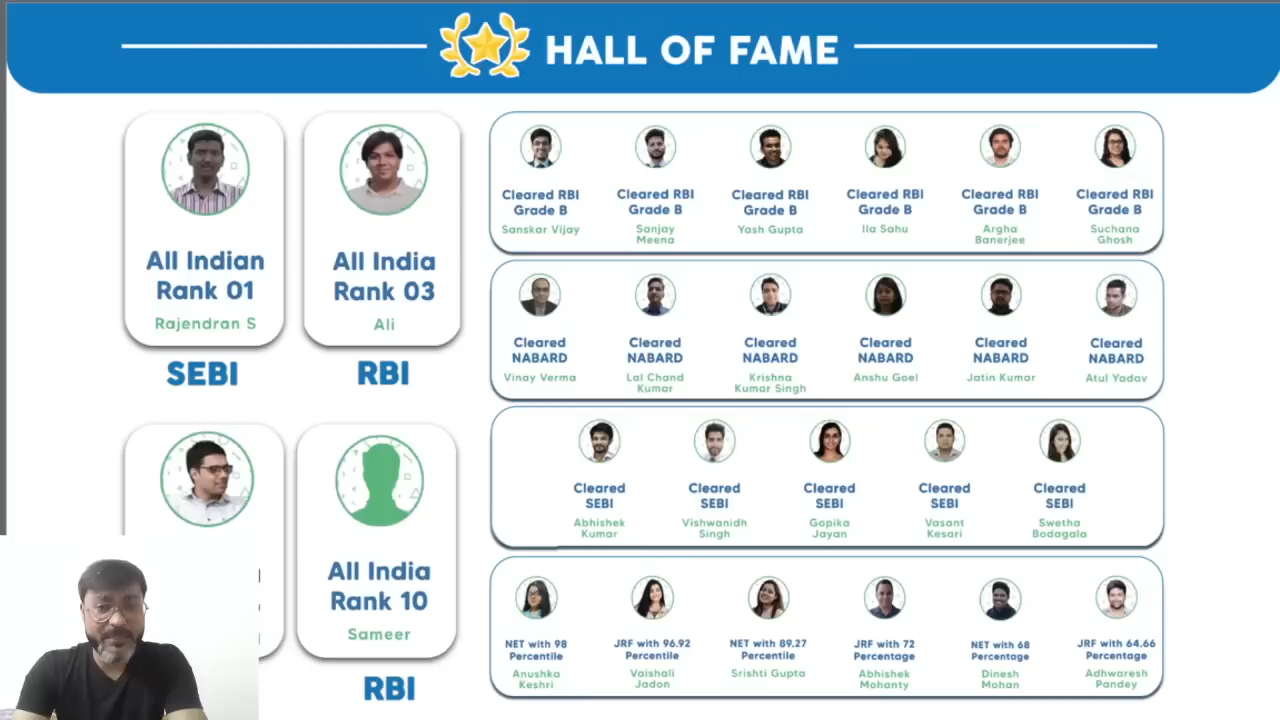 HALL OF FAME
All Indian
Rank 01
Rajendran S
SEBI
All India
Rank 03
Ali
RBI
All India
Rank 10
Sameer
RBI
Cleared RBI
Grade B
Sanskar Vijay
Cleared RBI
Grade B
Sanjay
Meena
Cleared RBI
Grade B
Yash Gupta
Cleared RBI
Grade B
Ila Sahu
Cleared RBI
Grade B
Argha
Banerjee
Cleared RBI
Grade B
Suchana
Ghosh
Cleared
NABARD
Vinay Verma
Cleared
NABARD
Lal Chand
Kumar
Cleared
NABARD
Krishna
Kumar Singh
Cleared
NABARD
Anshu Goel
Cleared
NABARD
Jatin Kumar
Cleared
NABARD
Atul Yadav
Cleared
SEBI
Abhishek
Kumar
Cleared
SEBI
Vishwanidh
Singh
Cleared
SEBI
Gopika
Jayan
Cleared
SEBI
Vasant
Kesari
Cleared
SEBI
Swetha
Bodagala
NET with 98
Percentile
Anushka
Keshri
JRF with 96.92
Percentile
Vaishali
Jadon
NET with 89.27
Percentile
Srishti Gupta
JRF with 72
Percentage
Abhishek
Mohanty
NET with 68
Percentage
Dinesh
Mohan
JRF with 64.66
Percentage
Adhwaresh
Pandey